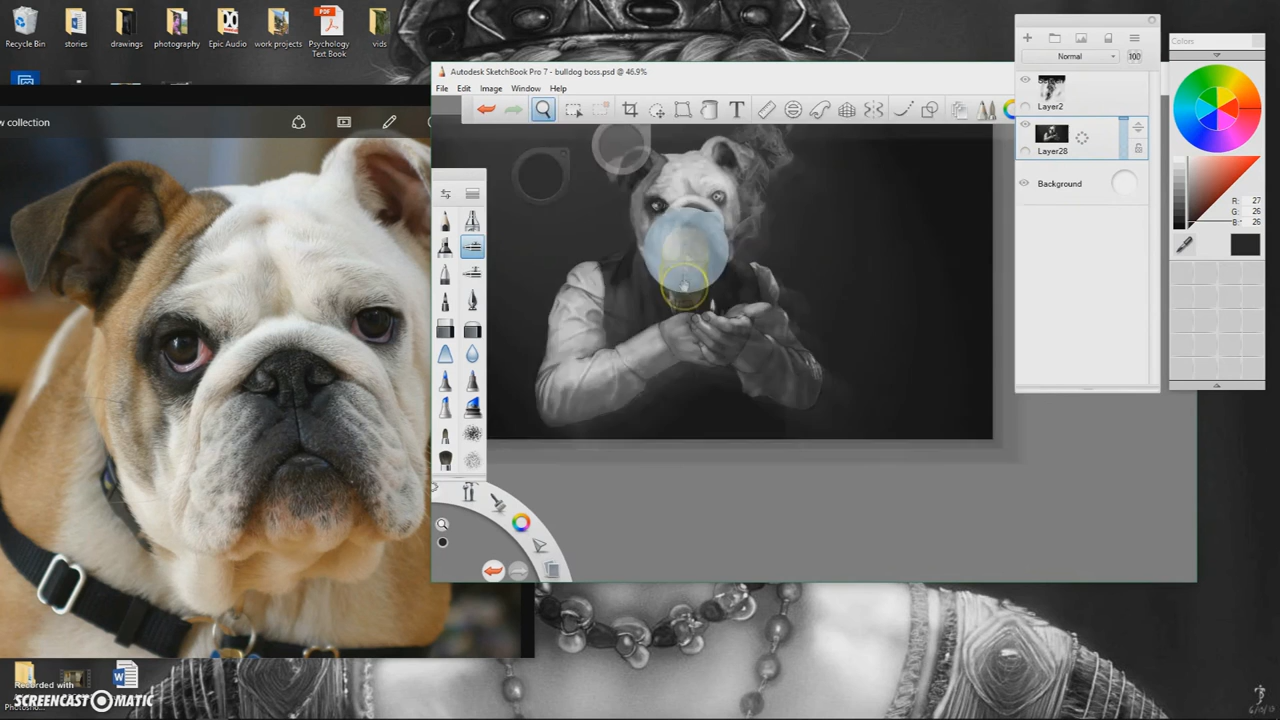 Recycle Bin
stories
drawings
photography
Epic Audio
work projects
PDF
Psychology
Text Book
vids
w collection
Autodesk SketchBook Pro 7 - bulldog boss.psd @ 46.9%
File Edit Image Window Help
T
Normal
100
Layer2
Layer28
Background
Colors
R: 27
G: 26
B: 26
Recorded with
SCREENCAST-O-MATIC